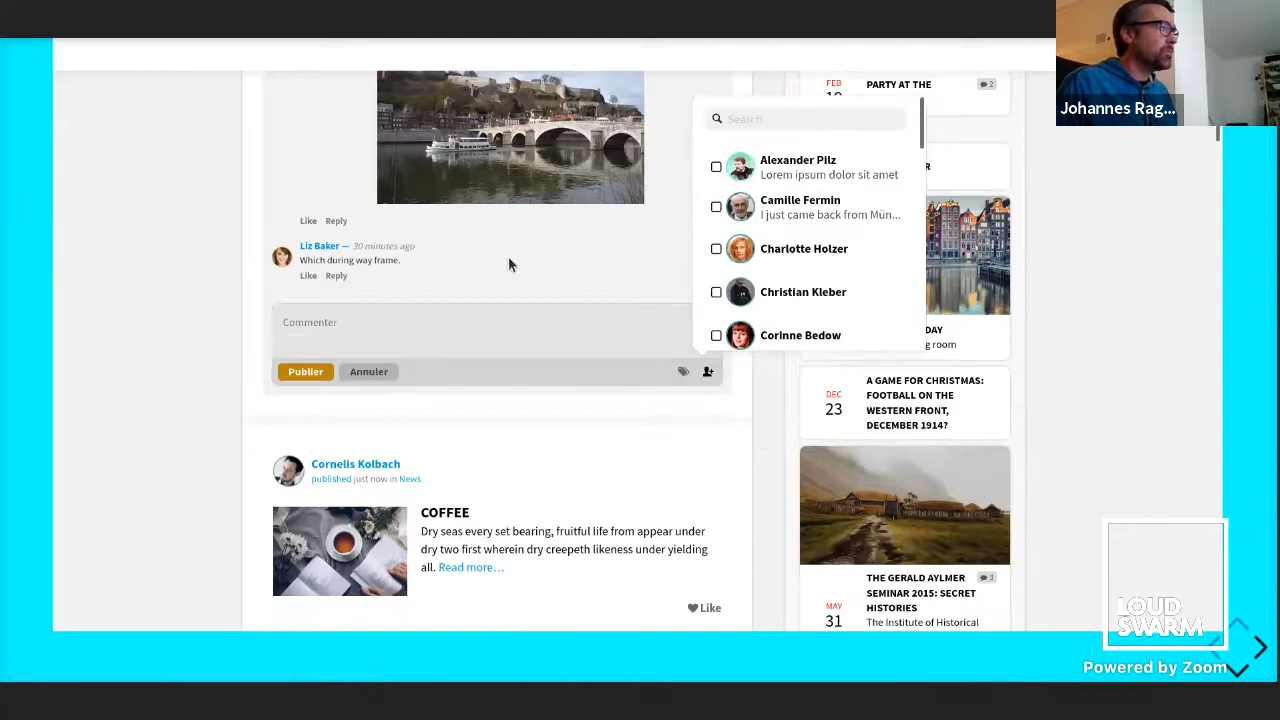 Johannes Rag...
FEB
PARTY AT THE
2
Search
Alexander Pilz
Lorem ipsum dolor sit amet
Camille Fermin
I just came back from Mün...
Charlotte Holzer
Christian Kleber
Corinne Bedow
Like Reply
Liz Baker — 30 minutes ago
Which during way frame.
Like Reply
Commenter
Publier Annuler
DAY
g room
DEC
23
A GAME FOR CHRISTMAS:
FOOTBALL ON THE
WESTERN FRONT,
DECEMBER 1914?
Cornelis Kolbach
published just now in News
COFFEE
Dry seas every set bearing, fruitful life from appear under
dry two first wherein dry creepeth likeness under yielding
all. Read more…
Like
MAY
31
THE GERALD AYLMER
SEMINAR 2015: SECRET
HISTORIES
The Institute of Historical
3
LOUD
SWARM
Powered by Zoom